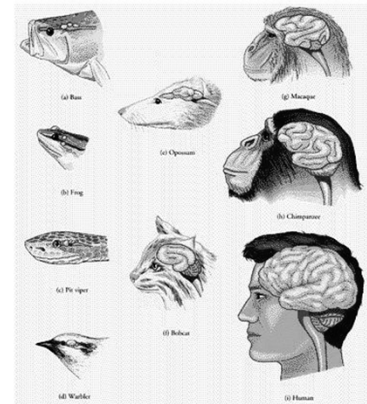 (a) Bass
(b) Frog
(c) Pit viper
(d) Warbler
(e) Opossum
(f) Bobcat
(g) Macaque
(h) Chimpanzee
(i) Human